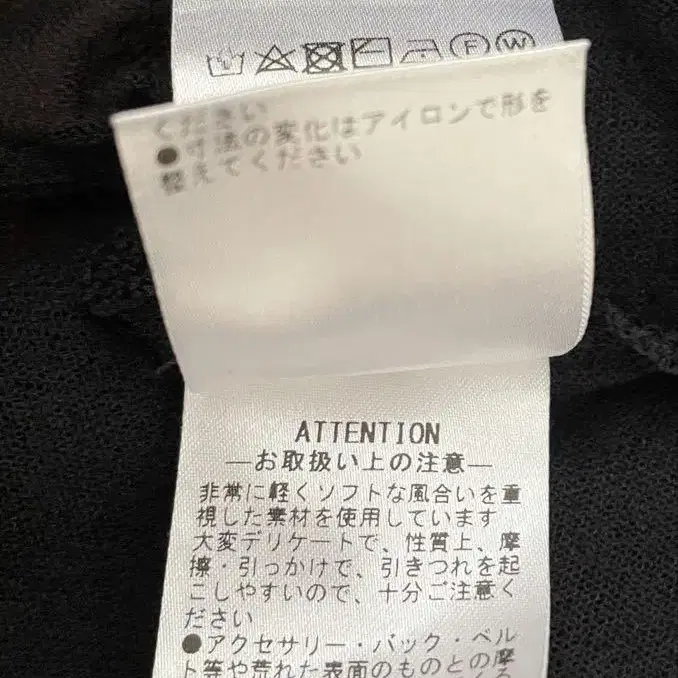 F W
ください
●寸法の変化はアイロンで形を
整えてください
ATTENTION
―お取扱い上の注意―
非常に軽くソフトな風合いを重
視した素材を使用しています
大変デリケートで、性質上、摩
擦・引っかけで、引きつれを起
こしやすいので、十分ご注意く
ださい
●アクセサリー・バック・ベル
ト等や荒れた表面のものとの摩